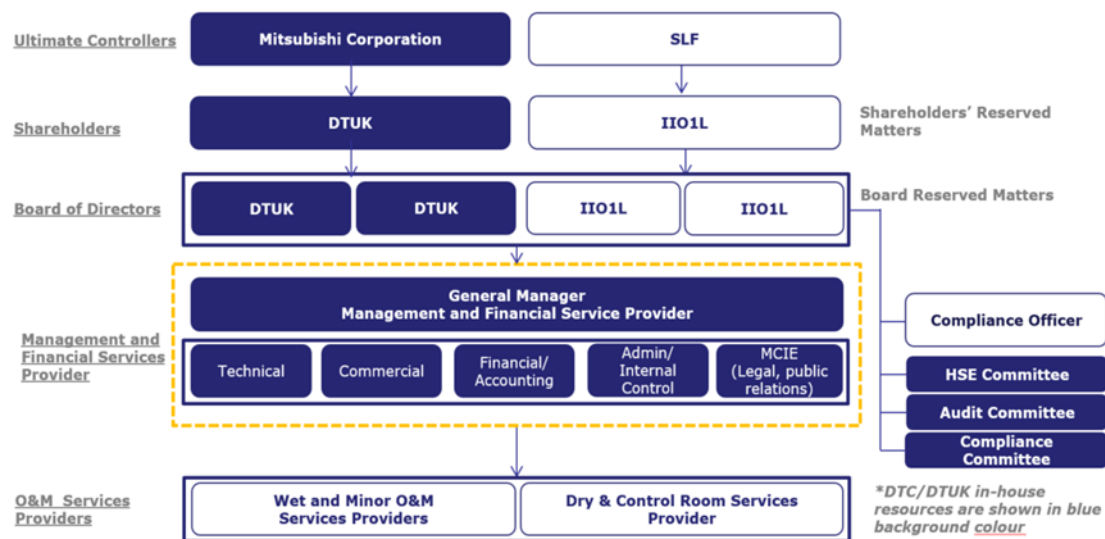 Ultimate Controllers
Mitsubishi Corporation
SLF
Shareholders
DTUK
IIO1L
Shareholders’ Reserved
Matters
Board of Directors
DTUK
DTUK
IIO1L
IIO1L
Board Reserved Matters
General Manager
Management and Financial Service Provider
Management and
Financial Services
Provider
Technical
Commercial
Financial/
Accounting
Admin/
Internal
Control
MCIE
(Legal, public
relations)
Compliance Officer
HSE Committee
Audit Committee
Compliance
Committee
O&M Services
Providers
Wet and Minor O&M
Services Providers
Dry & Control Room Services
Provider
*DTC/DTUK in-house
resources are shown in blue
background colour